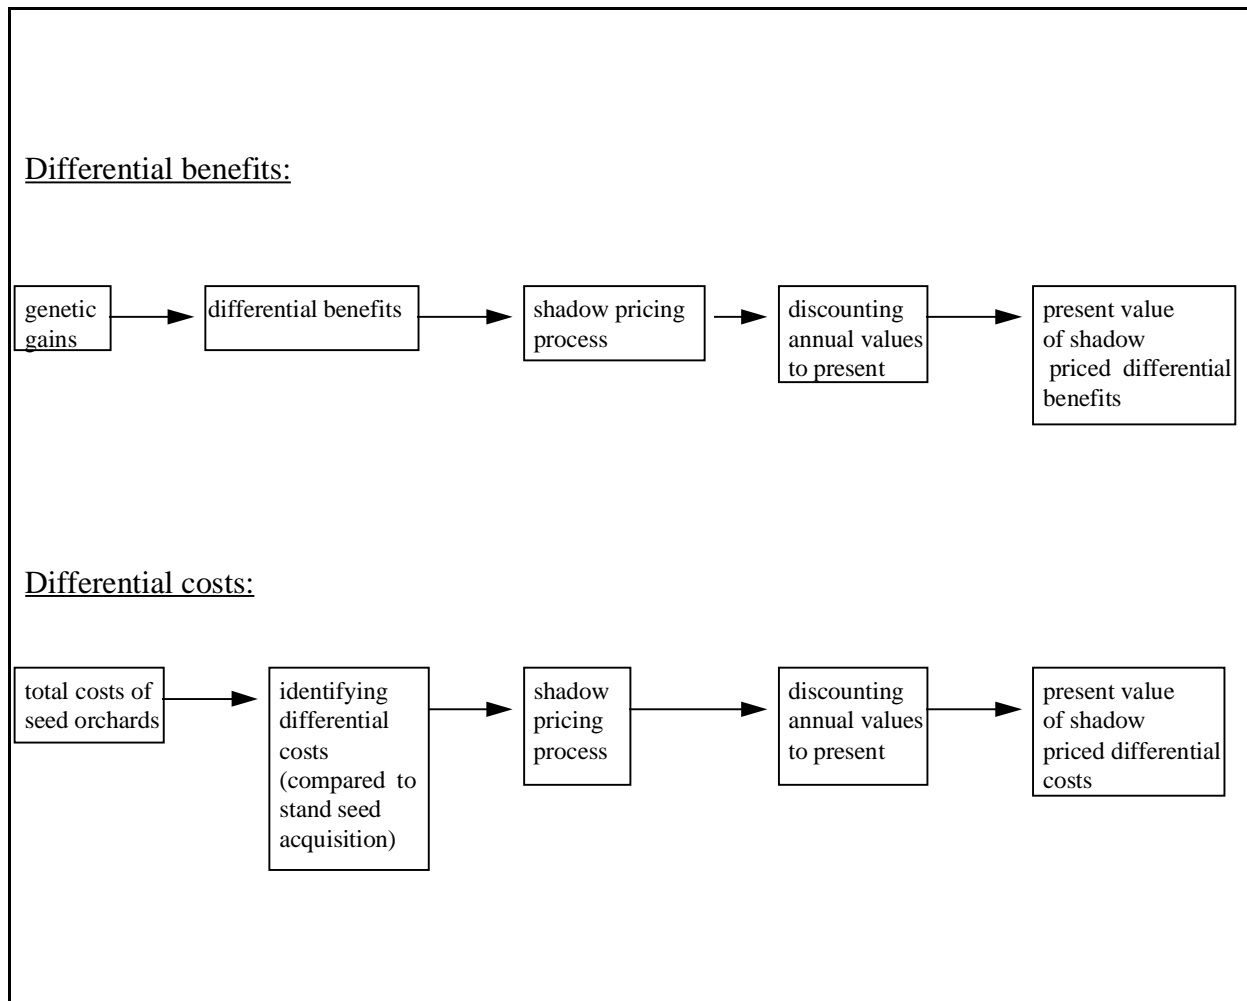 Differential benefits:
genetic
gains
differential benefits
shadow pricing
process
discounting
annual values
to present
present value
of shadow
priced differential
benefits
Differential costs:
total costs of
seed orchards
identifying
differential
costs
(compared to
stand seed
acquisition)
shadow
pricing
process
discounting
annual values
to present
present value
of shadow
priced differential
costs